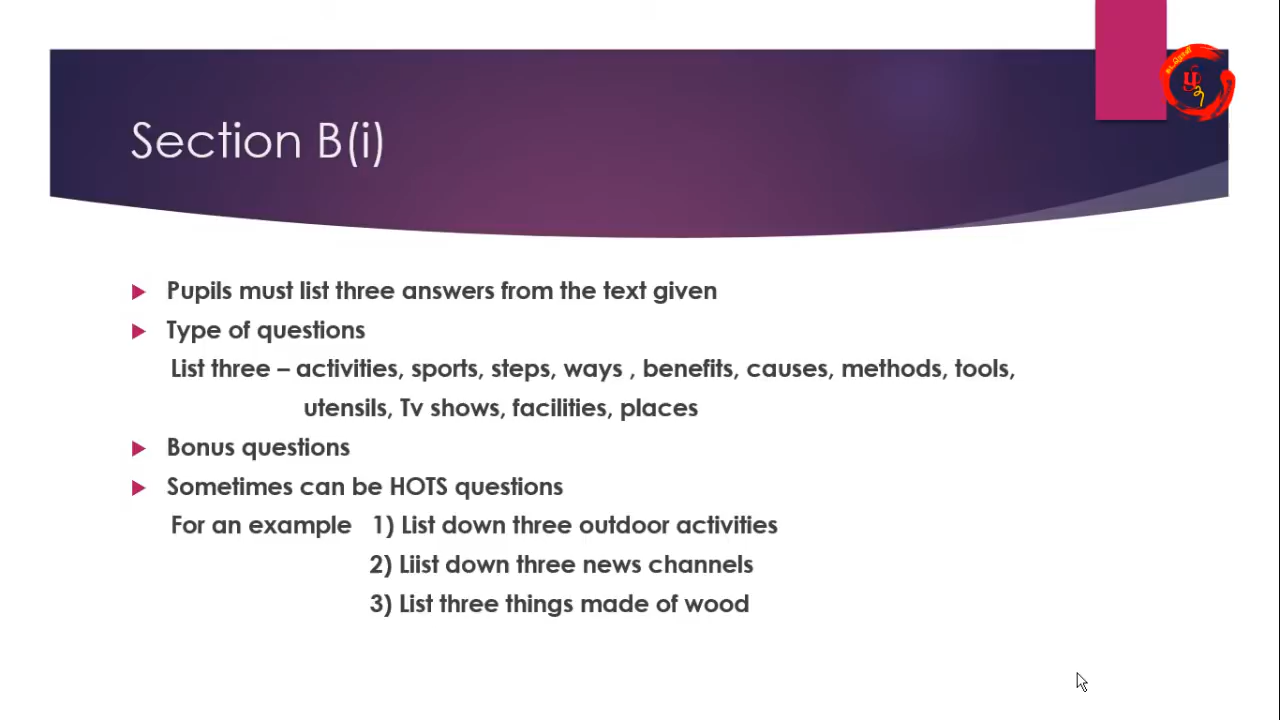 Section B(i)
Pupils must list three answers from the text given
Type of questions
List three – activities, sports, steps, ways , benefits, causes, methods, tools,
utensils, Tv shows, facilities, places
Bonus questions
Sometimes can be HOTS questions
For an example 1) List down three outdoor activities
2) Liist down three news channels
3) List three things made of wood